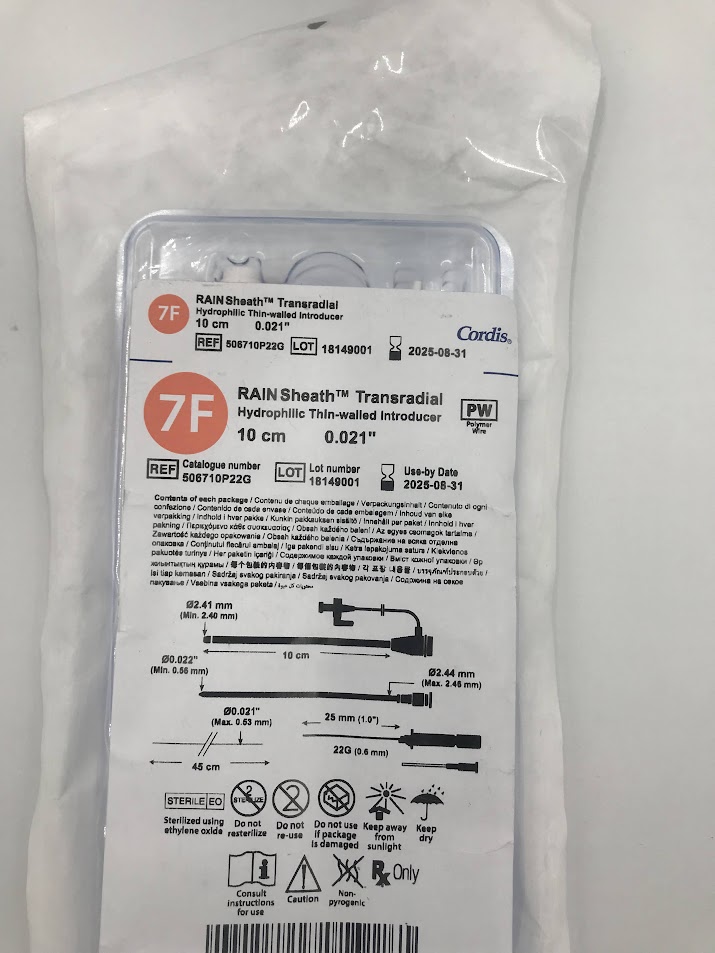 7F
RAIN Sheath™ Transradial
Hydrophilic Thin-walled Introducer
10 cm 0.021"
REF 506710P22G LOT 18149001 2025-08-31
Cordis®
7F
RAIN Sheath™ Transradial
Hydrophilic Thin-walled Introducer
10 cm 0.021"
PW
Polymer
Wire
REF Catalogue number
506710P22G
LOT Lot number
18149001
Use-by Date
2025-08-31
Contents of each package / Contenu de chaque emballage / Verpackungsinhalt / Contenuto di ogni
confezione / Contenido de cada envase / Conteúdo de cada embalagem / Inhoud van elke
verpakking / Indhold i hver pakke / Kunkin pakkauksen sisältö / Innehåll per paket / Innhold i hver
pakning / Περιεχόμενο κάθε συσκευασίας / Obsah každého balení / Az egyes csomagok tartalma /
Zawartość każdego opakowania / Obsah každého balenia / Съдържание на всяка отделна
опаковка / Conţinutul fiecărui ambalaj / Iga pakendi sisu / Katra iepakojuma saturs / Kiekvienos
pakuotės turinys / Her paketin içeriği / Содержимое каждой упаковки / Вміст кожної упаковки / Әр
жиынтықтың құрамы / 每个包装的内容物 / 每個包裝的內容物 / 각 포장 내용물 / บรรจุภัณฑ์ประกอบด้วย /
Isi tiap kemasan / Sadržaj svakog pakiranja / Sadržaj svakog pakovanja / Содржина на секое
пакување / Vsebina vsakega paketa / محتويات كل عبوة
Ø2.41 mm
(Min. 2.40 mm)
10 cm
Ø0.022"
(Min. 0.56 mm)
Ø2.44 mm
(Max. 2.46 mm)
Ø0.021"
(Max. 0.53 mm)
25 mm (1.0")
22G (0.6 mm)
45 cm
STERILE EO
Sterilized using
ethylene oxide
2
STERILIZE
Do not
resterilize
2
Do not
re-use
Do not use
if package
is damaged
Keep away
from
sunlight
Keep
dry
i
Consult
instructions
for use
Caution
Non-
pyrogenic
Rx Only